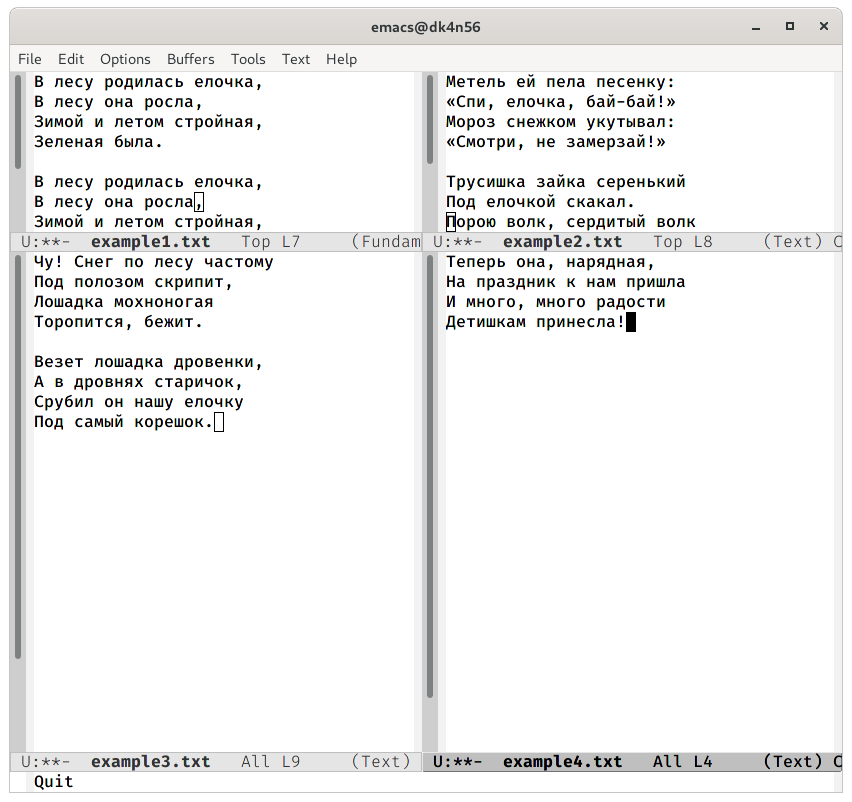 emacs@dk4n56
File Edit Options Buffers Tools Text Help
В лесу родилась елочка,
В лесу она росла,
Зимой и летом стройная,
Зеленая была.
В лесу родилась елочка,
В лесу она росла,
Зимой и летом стройная,
U:**- example1.txt Top L7 (Fundam
Метель ей пела песенку:
«Спи, елочка, бай-бай!»
Мороз снежком укутывал:
«Смотри, не замерзай!»
Трусишка зайка серенький
Под елочкой скакал.
Порою волк, сердитый волк
U:**- example2.txt Top L8 (Text) C
Чу! Снег по лесу частому
Под полозом скрипит,
Лошадка мохноногая
Торопится, бежит.
Везет лошадка дровенки,
А в дровнях старичок,
Срубил он нашу елочку
Под самый корешок.
U:**- example3.txt All L9 (Text)
Теперь она, нарядная,
На праздник к нам пришла
И много, много радости
Детишкам принесла!
U:**- example4.txt All L4 (Text) C
Quit